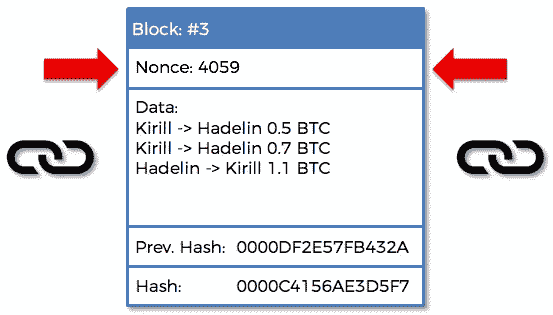 Block: #3
Nonce: 4059
Data:
Kirill -> Hadelin 0.5 BTC
Kirill -> Hadelin 0.7 BTC
Hadelin -> Kirill 1.1 BTC
Prev. Hash: 0000DF2E57FB432A
Hash: 0000C4156AE3D5F7